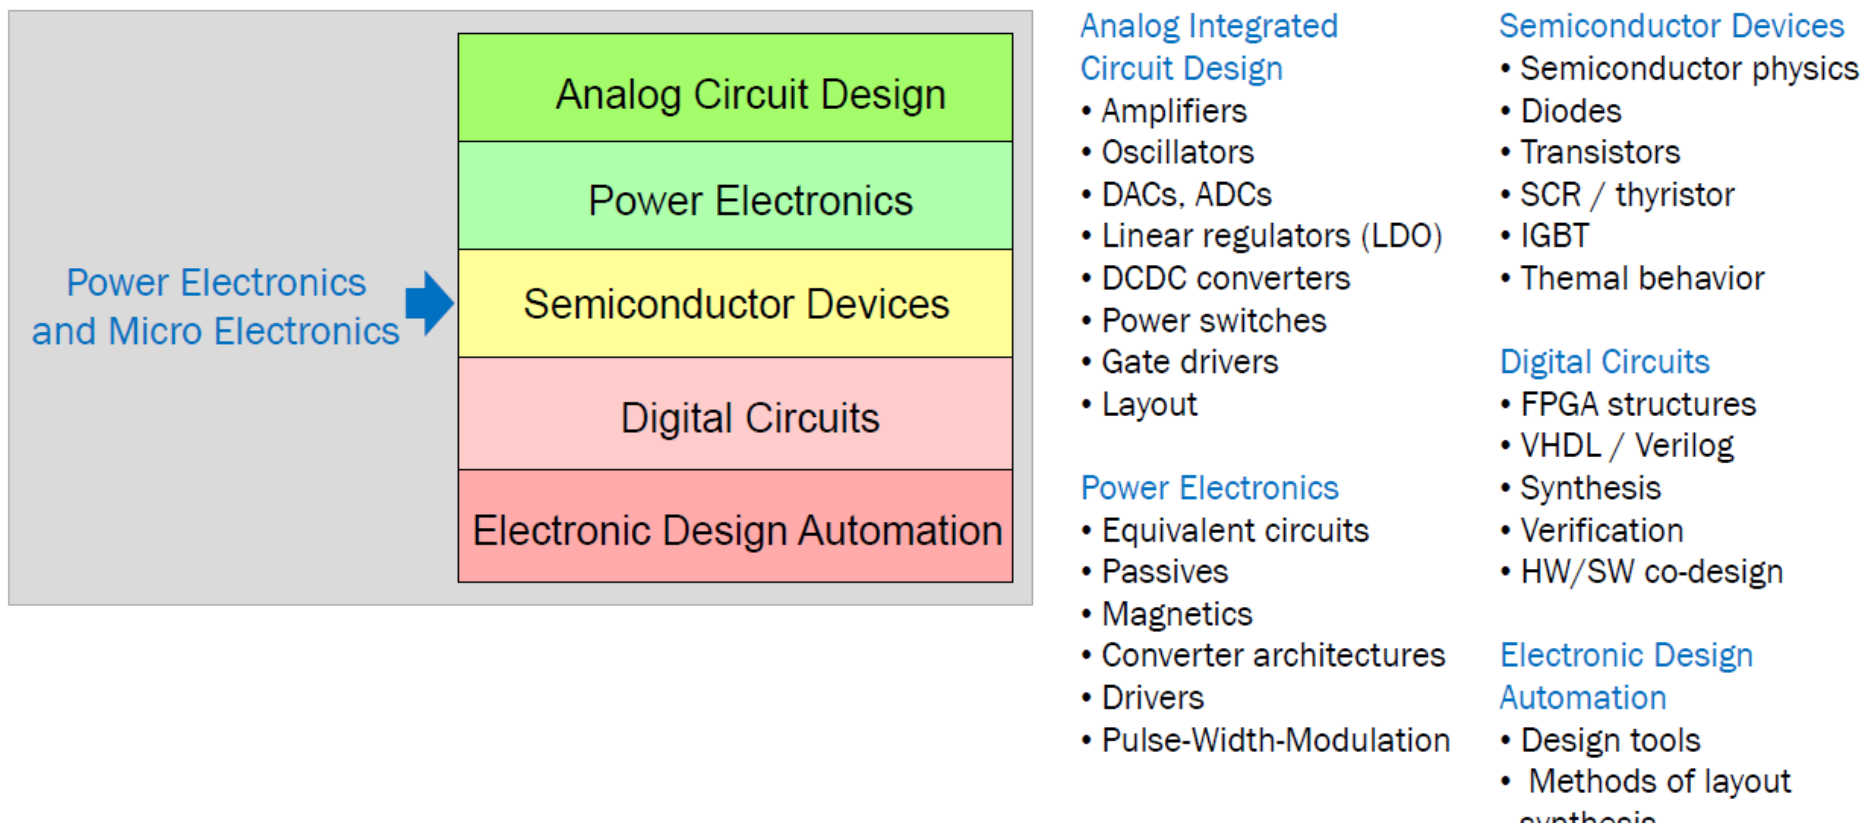 Power Electronics
and Micro Electronics
Analog Circuit Design
Power Electronics
Semiconductor Devices
Digital Circuits
Electronic Design Automation
Analog Integrated
Circuit Design
• Amplifiers
• Oscillators
• DACs, ADCs
• Linear regulators (LDO)
• DCDC converters
• Power switches
• Gate drivers
• Layout
Power Electronics
• Equivalent circuits
• Passives
• Magnetics
• Converter architectures
• Drivers
• Pulse-Width-Modulation
Semiconductor Devices
• Semiconductor physics
• Diodes
• Transistors
• SCR / thyristor
• IGBT
• Themal behavior
Digital Circuits
• FPGA structures
• VHDL / Verilog
• Synthesis
• Verification
• HW/SW co-design
Electronic Design
Automation
• Design tools
• Methods of layout
synthesis